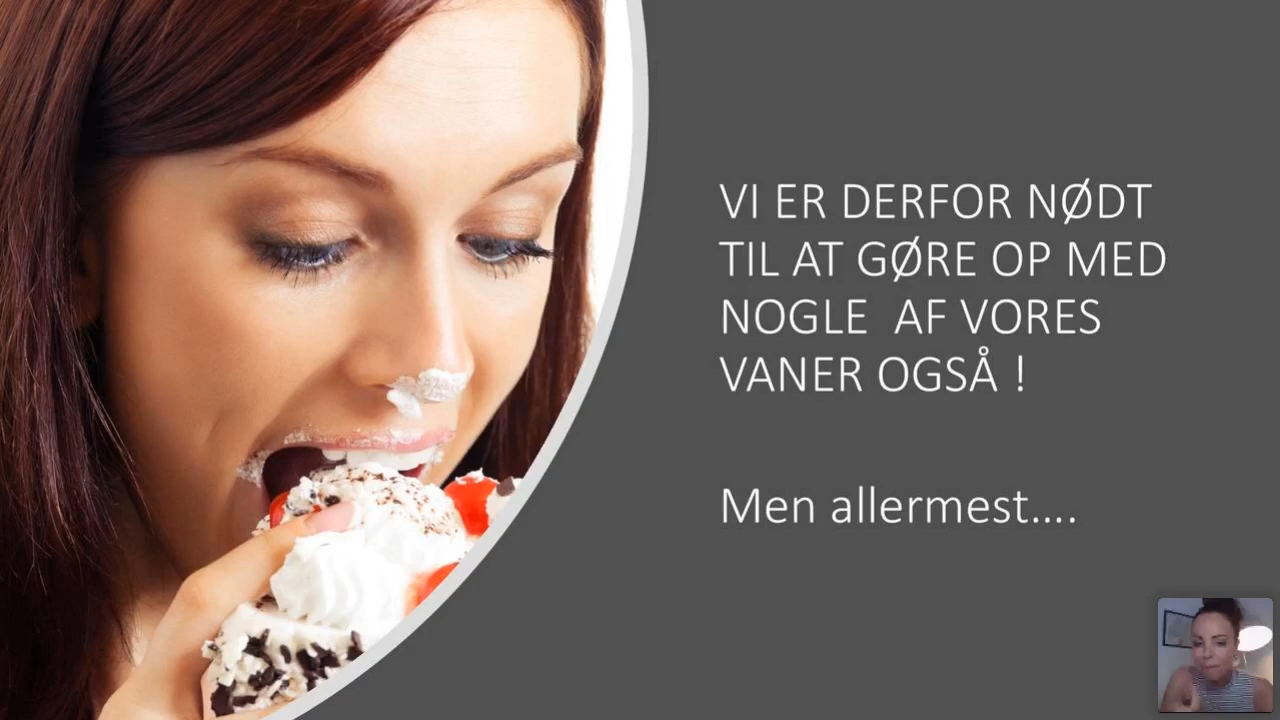 VI ER DERFOR NØDT
TIL AT GØRE OP MED
NOGLE  AF VORES
VANER OGSÅ !
Men allermest....